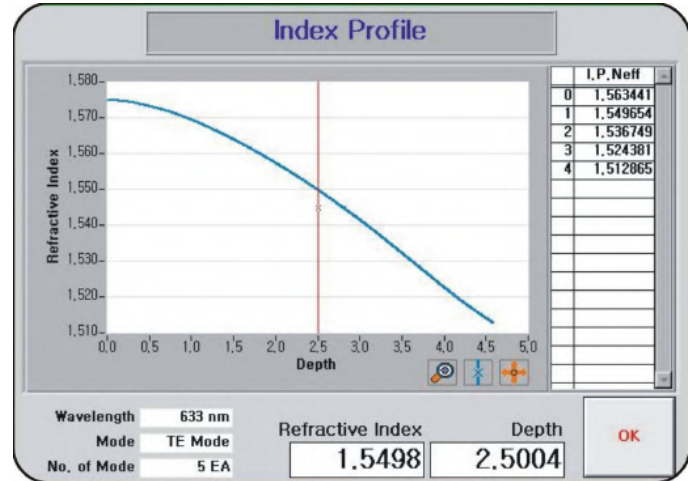 Index Profile
1,580
1,570
1,560
1,550
1,540
1,530
1,520
1,510
Refractive Index
0,0 0,5 1,0 1,5 2,0 2,5 3,0 3,5 4,0 4,5 5,0
Depth
I,P,Neff
0 1,563441
1 1,549654
2 1,536749
3 1,524381
4 1,512865
Wavelength 633 nm
Mode TE Mode
No, of Mode 5 EA
Refractive Index Depth
1.5498 2.5004
OK